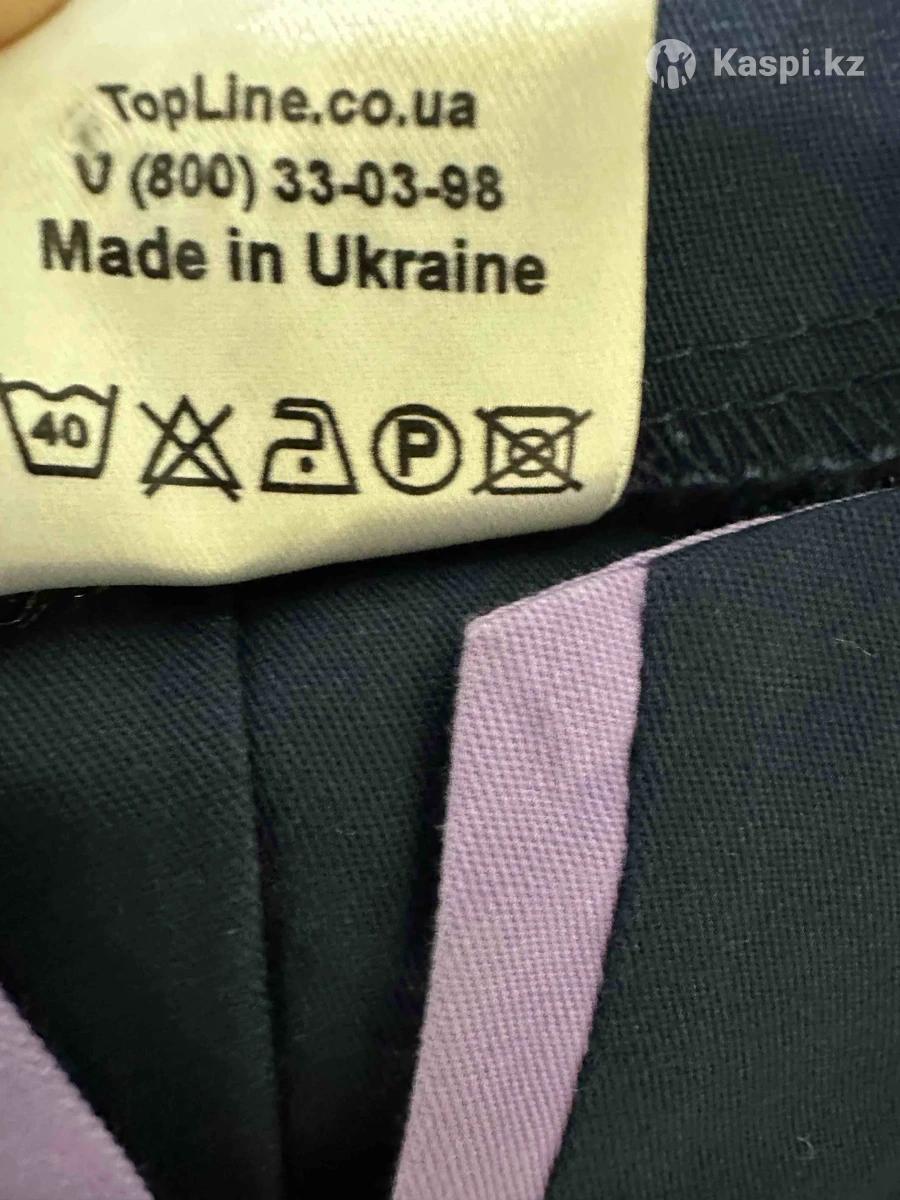 Kaspi.kz
TopLine.co.ua
(800) 33-03-98
Made in Ukraine
40
P